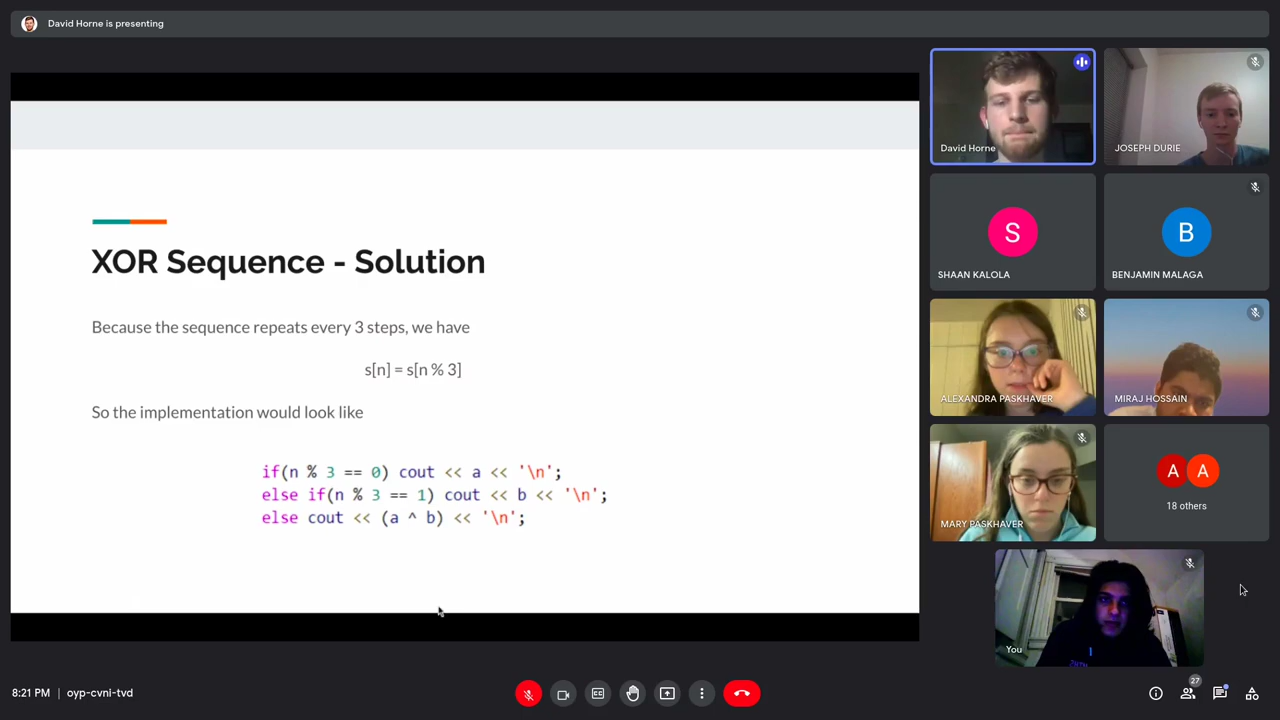 David Horne is presenting
XOR Sequence - Solution
Because the sequence repeats every 3 steps, we have
s[n] = s[n % 3]
So the implementation would look like
if(n % 3 == 0) cout << a << '\n';
else if(n % 3 == 1) cout << b << '\n';
else cout << (a ^ b) << '\n';
David Horne
JOSEPH DURIE
S
SHAAN KALOLA
B
BENJAMIN MALAGA
ALEXANDRA PASKHAVER
MIRAJ HOSSAIN
MARY PASKHAVER
A A
18 others
You
8:21 PM | oyp-cvni-tvd
CC
27